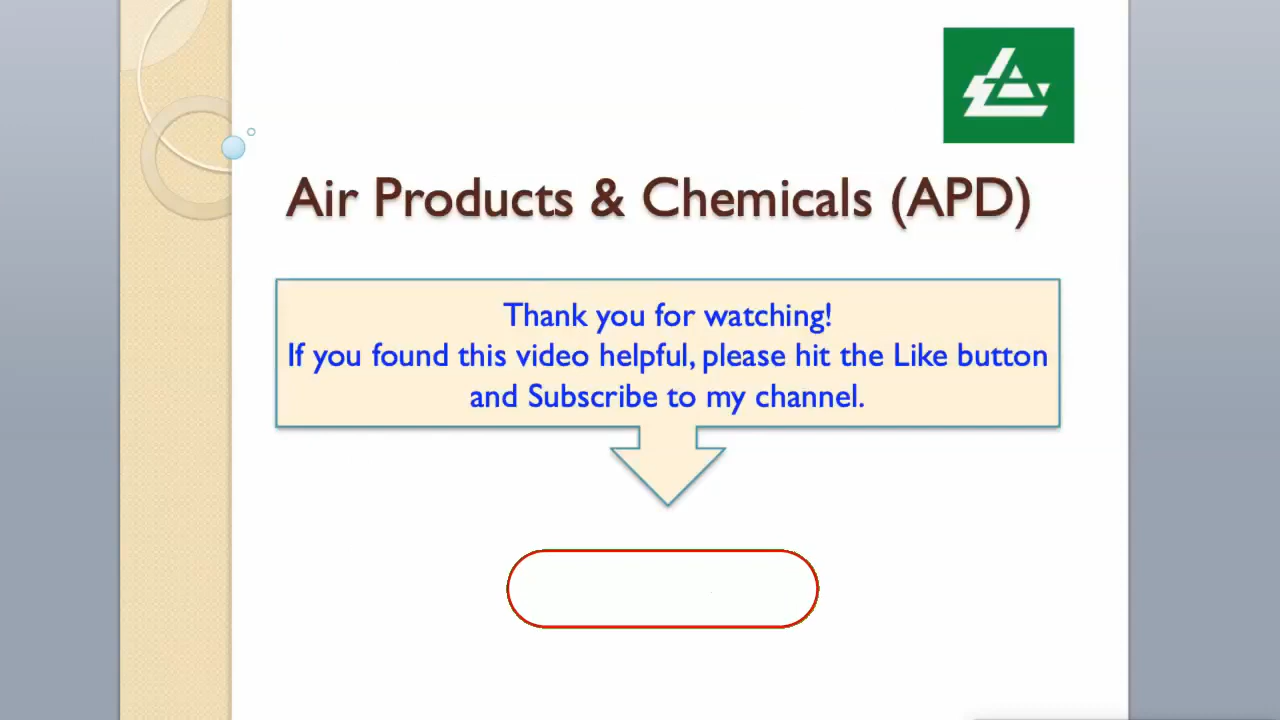 Air Products & Chemicals (APD)
Thank you for watching!
If you found this video helpful, please hit the Like button
and Subscribe to my channel.